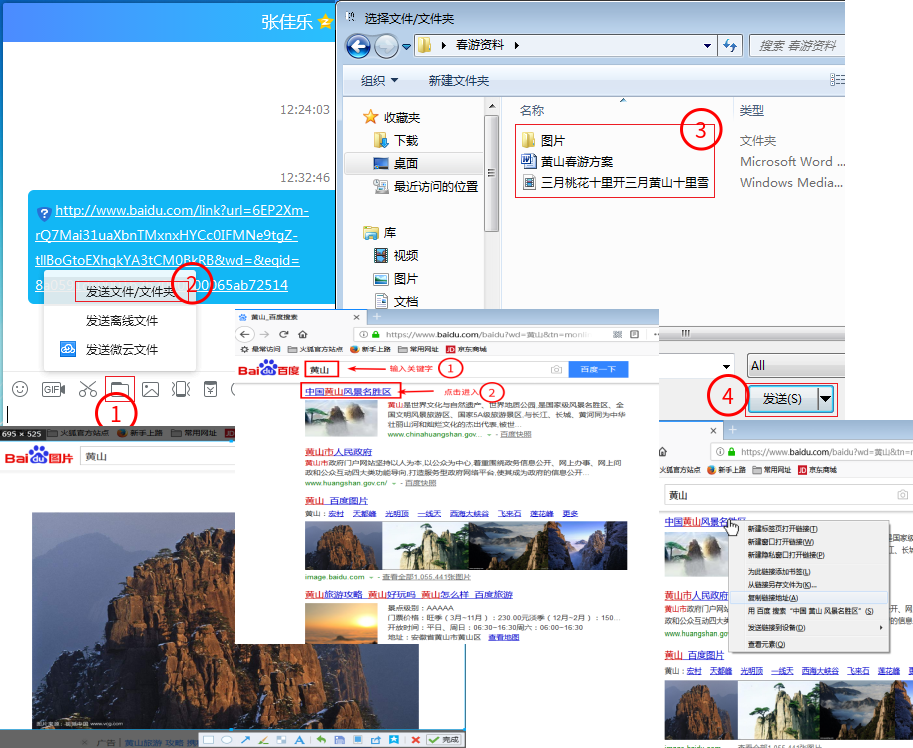 张佳乐
12:24:03
12:32:46
http://www.baidu.com/link?url=6EP2Xm-
rQ7Mai31uaXbnTMxnxHYCc0IFMNe9tgZ-
tllBoGtoEXhqkYA3tCM0BkRB&wd=&eqid=
00065ab72514
发送文件/文件夹
2
发送离线文件
发送微云文件
GIF
1
选择文件/文件夹
春游资料
搜索 春游资料
组织
新建文件夹
收藏夹
下载
桌面
最近访问的位置
库
视频
图片
文档
名称
类型
3
图片
文件夹
黄山春游方案
Microsoft Word ...
三月桃花十里开三月黄山十里雪
Windows Media...
All
4
发送(S)
黄山_百度搜索
https://www.baidu.com/baidu?wd=黄山&tn=moni
最常访问
火狐官方站点
新手上路
常用网址
JD 京东商城
Bai du 百度
黄山
输入关键字
1
百度一下
中国黄山风景名胜区
点击进入
2
黄山是世界文化与自然遗产、世界地质公园,是国家级风景名胜区、全
国文明风景旅游区、国家5A级旅游景区,与长江、长城、黄河同为中华
壮丽山河和灿烂文化的杰出代表,被世...
www.chinahuangshan.gov... - 百度快照
黄山市人民政府
黄山市政府门户网站坚持以人为本,以公众为中心,着重围绕政务信息公开、网上办事、网上问
政和公众互动四大类功能导向,打造服务型政府网络平台,使其成为政府的信息公开...
www.huangshan.gov.cn/ - 百度快照
黄山_百度图片
黄山: 宏村 天都峰 光明顶 一线天 西海大峡谷 飞来石 莲花峰 更多
image.baidu.com - 查看全部1,055,441张图片
黄山旅游攻略_黄山好玩吗_黄山怎么样_百度旅游
景点级别：AAAAA
门票价格：旺季（3月~11月）：230.00元淡季（12月~2月）：150...
开放时间：平日、周日：06:30~16:30周六：06:00~16:30
地址：安徽省黄山市黄山区 查看地图
695 × 525
火狐官方站点
新手上路
常用网址
JD
Bai du 图片
黄山
www.vcg.com
广告
黄山旅游 攻略
完成
https://www.baidu.com/baidu?wd=黄山&tn=
火狐官方站点
新手上路
常用网址
JD 京东商城
黄山
中国黄山风景名胜区
新建标签页打开链接(T)
新建窗口打开链接(W)
新建隐私窗口打开链接(P)
为此链接添加书签(L)
从链接另存文件为(K)...
复制链接地址(A)
用 百度 搜索“中国 黄山 风景名胜区”(S)
发送链接到设备(D)
查看元素(Q)
黄山市人民政府
黄山市政府门户
政和公众互动四
www.huangshan.gov
黄山_百度图片
黄山: 宏村 天都峰 光明顶 一线天 西海大峡谷 飞来石 莲花峰